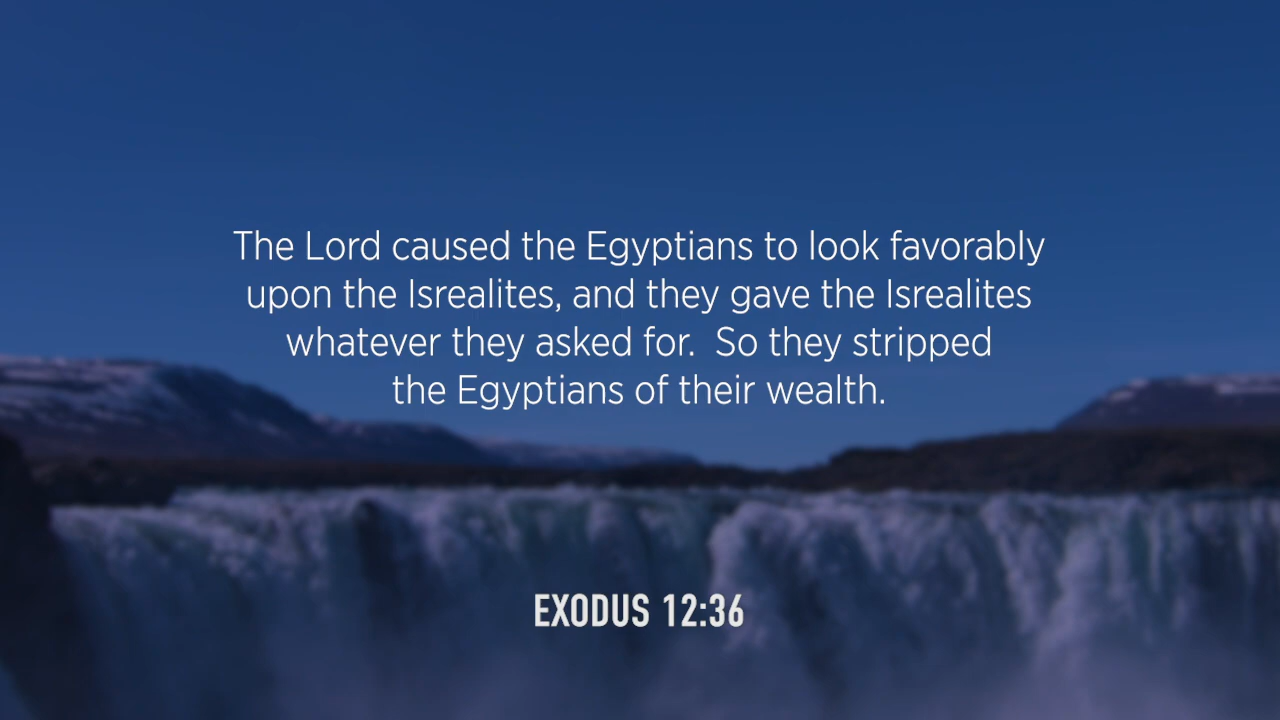 The Lord caused the Egyptians to look favorably
upon the Isrealites, and they gave the Isrealites
whatever they asked for.  So they stripped
the Egyptians of their wealth.
EXODUS 12:36